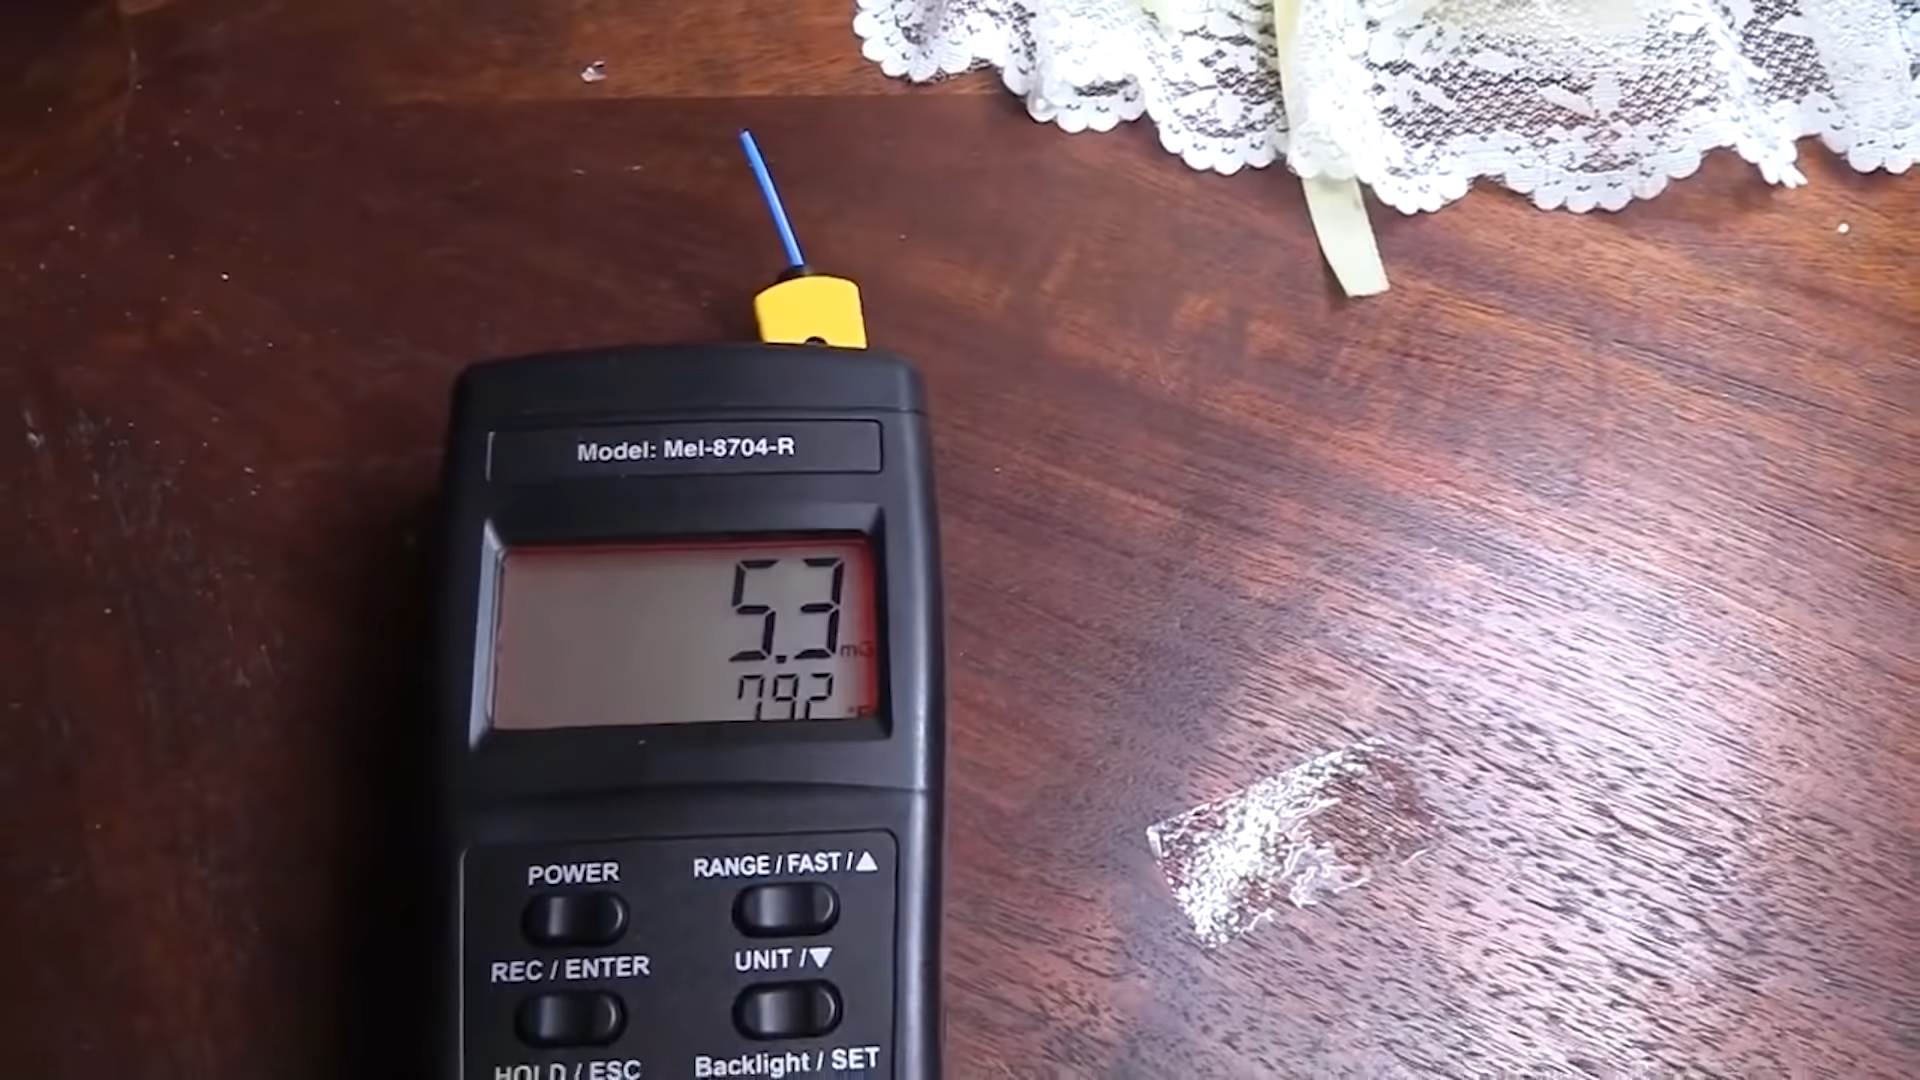 Model: Mel-8704-R
5.3 mG
79.2 °F
POWER
RANGE / FAST / ▲
REC / ENTER
UNIT / ▼
HOLD / ESC
Backlight / SET